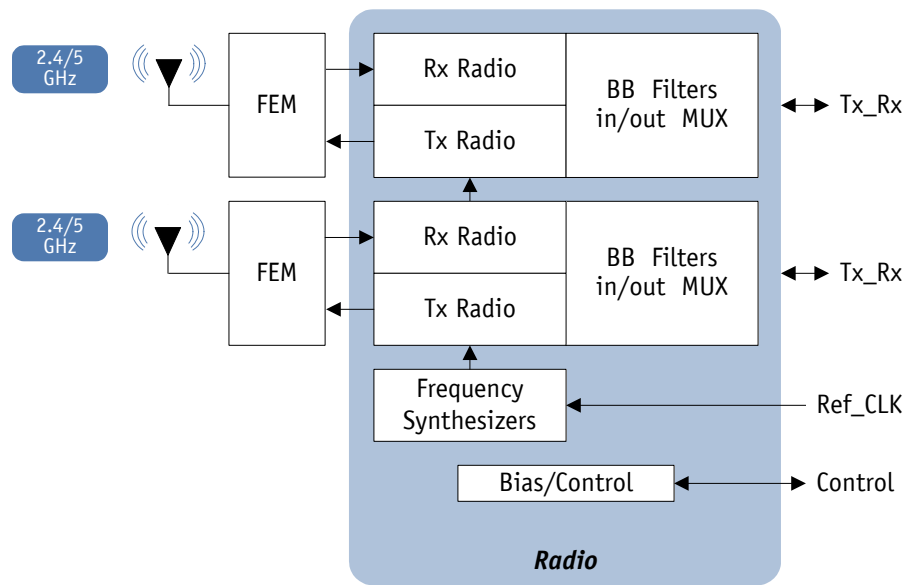 2.4/5
GHz
FEM
Rx Radio
Tx Radio
BB Filters
in/out MUX
Tx_Rx
2.4/5
GHz
FEM
Rx Radio
Tx Radio
BB Filters
in/out MUX
Tx_Rx
Frequency
Synthesizers
Ref_CLK
Bias/Control
Control
Radio